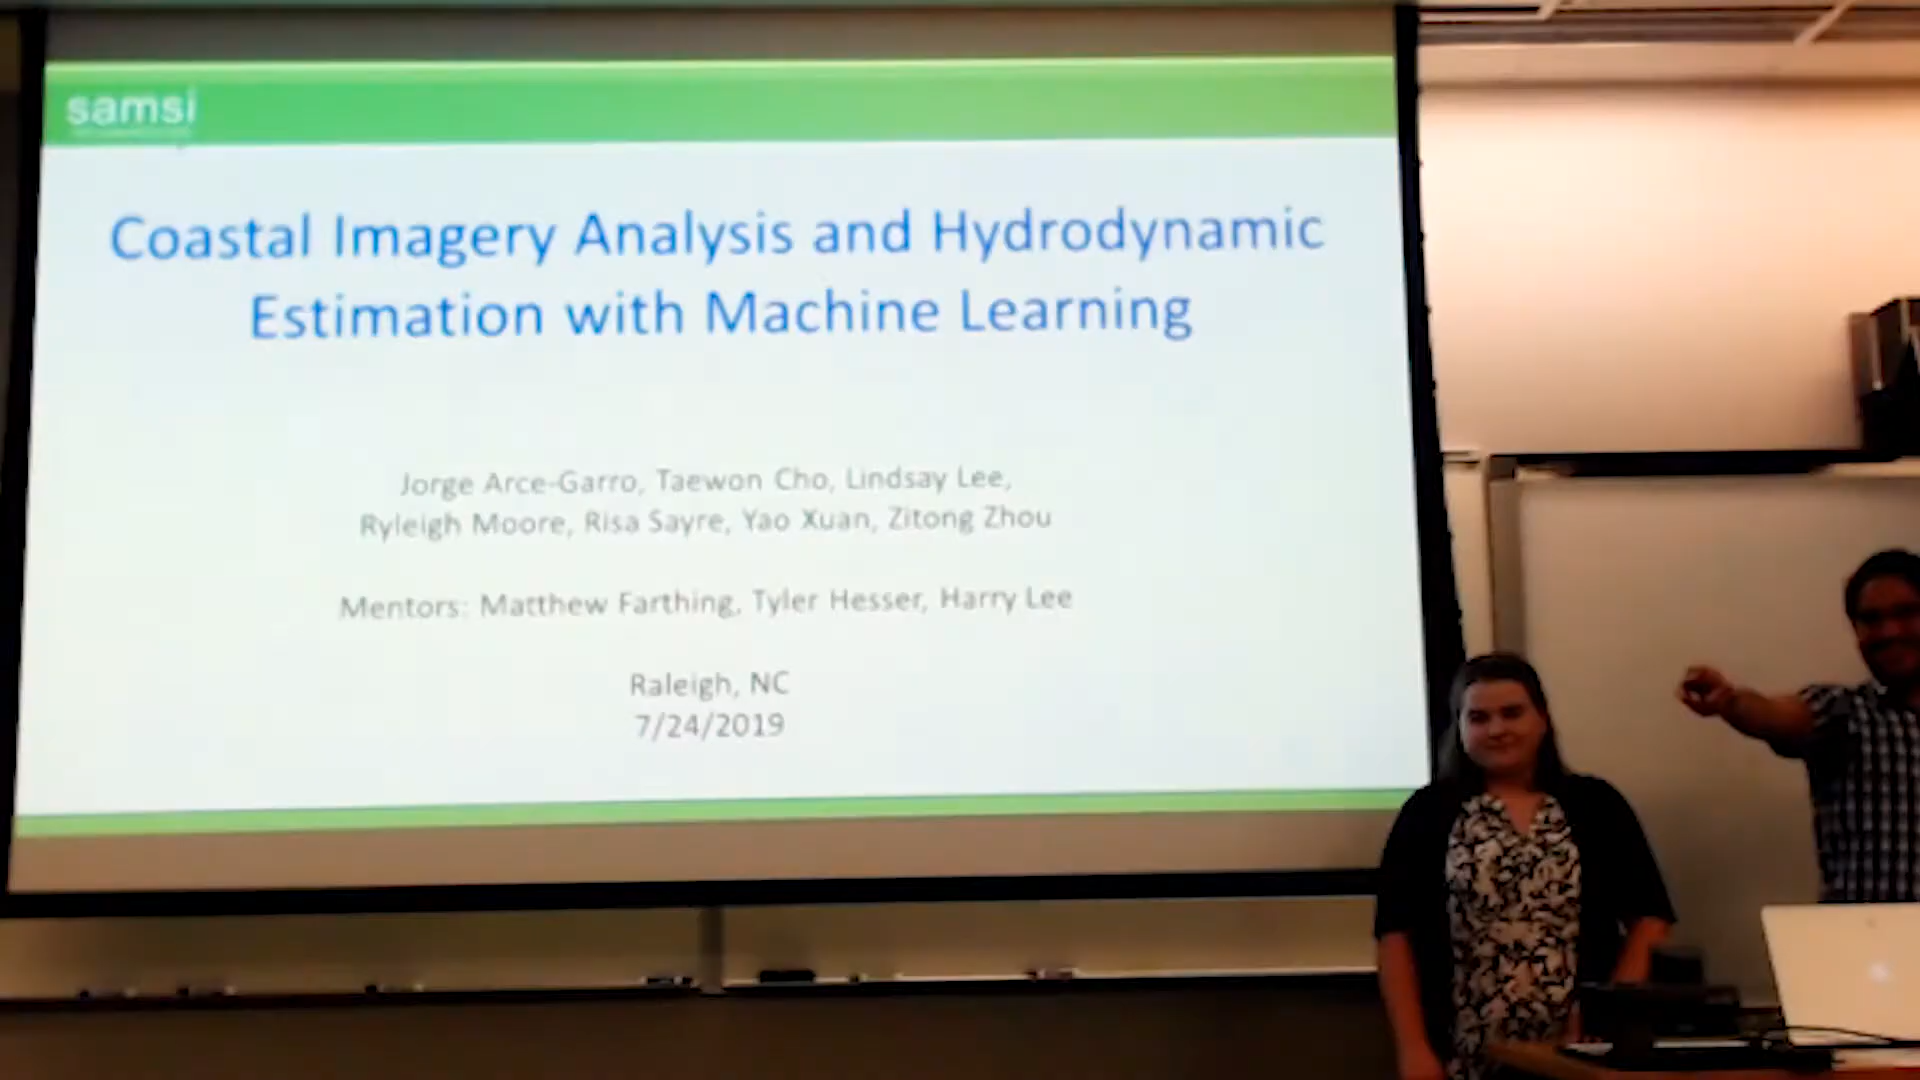 samsi
Coastal Imagery Analysis and Hydrodynamic
Estimation with Machine Learning
Jorge Arce-Garro, Taewon Cho, Lindsay Lee,
Ryleigh Moore, Risa Sayre, Yao Xuan, Zitong Zhou
Mentors: Matthew Farthing, Tyler Hesser, Harry Lee
Raleigh, NC
7/24/2019